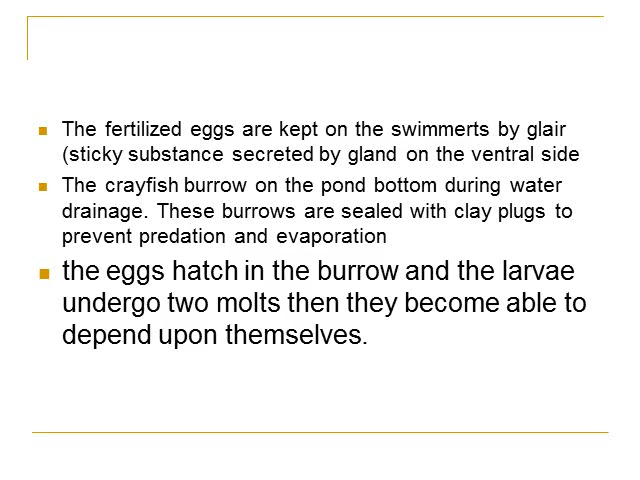 The fertilized eggs are kept on the swimmerts by glair
(sticky substance secreted by gland on the ventral side
The crayfish burrow on the pond bottom during water
drainage. These burrows are sealed with clay plugs to
prevent predation and evaporation
the eggs hatch in the burrow and the larvae
undergo two molts then they become able to
depend upon themselves.